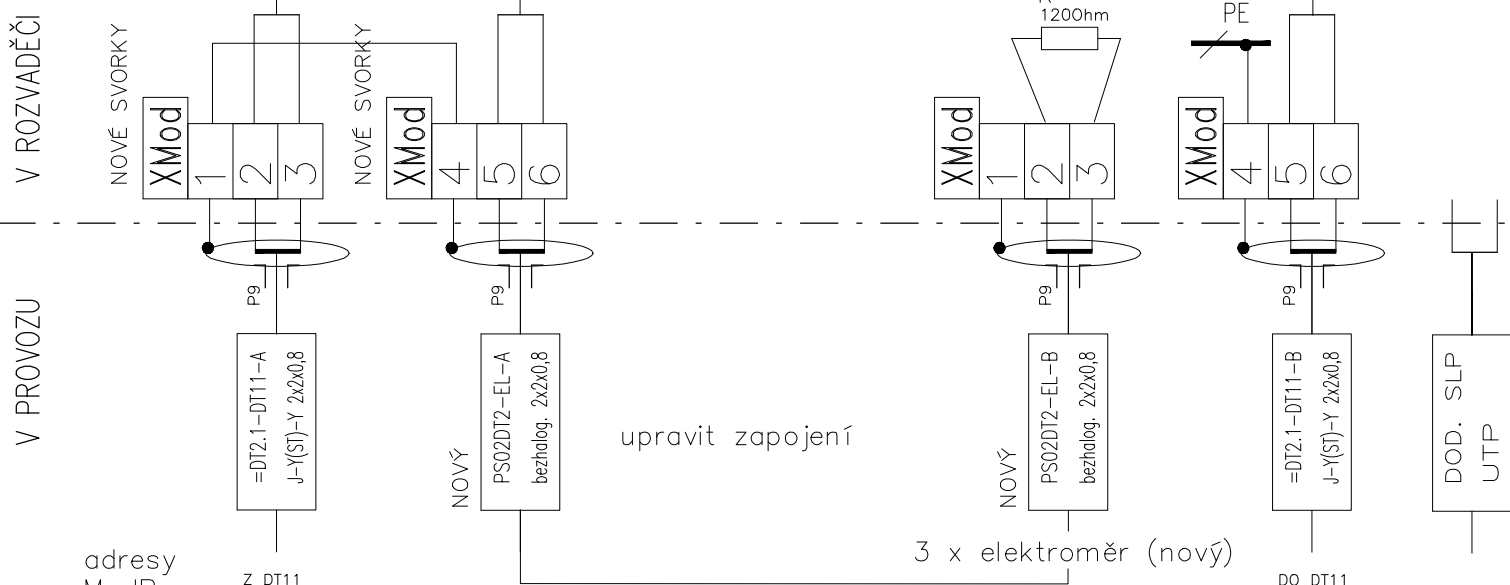 V ROZVADĚČI
NOVÉ SVORKY
XMod
1
2
3
NOVÉ SVORKY
XMod
4
5
6
1200hm
XMod
1
2
3
PE
XMod
4
5
6
V PROVOZU
P9
P9
P9
P9
=DT2.1-DT11-A
J-Y(ST)-Y 2x2x0,8
NOVÝ
PS02DT2-EL-A
bezhalog. 2x2x0,8
upravit zapojení
NOVÝ
PS02DT2-EL-B
bezhalog. 2x2x0,8
=DT2.1-DT11-B
J-Y(ST)-Y 2x2x0,8
DOD. SLP
UTP
adresy
Z DT11
3 x elektroměr (nový)
DO DT11